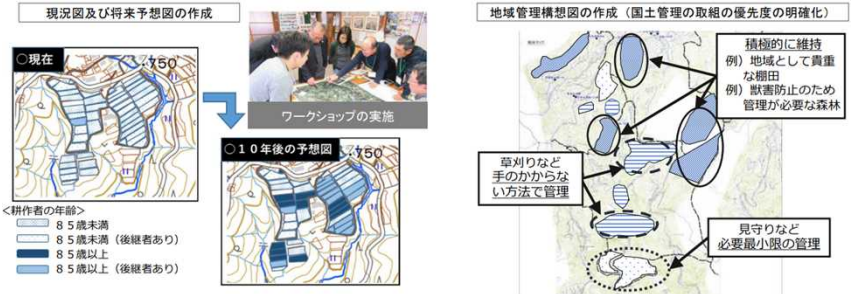 現況図及び将来予想図の作成
○現在
750
ワークショップの実施
○１０年後の予想図
750
＜耕作者の年齢＞
８５歳未満
８５歳未満（後継者あり）
８５歳以上
８５歳以上（後継者あり）
地域管理構想図の作成（国土管理の取組の優先度の明確化）
積極的に維持
例）地域として貴重
な棚田
例）獣害防止のため
管理が必要な森林
草刈りなど
手のかからな
い方法で管理
見守りなど
必要最小限の管理